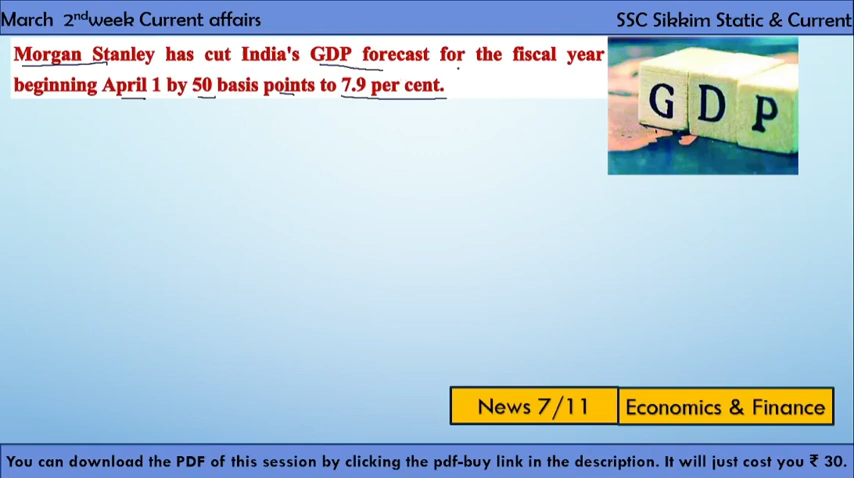 March 2ndweek Current affairs
SSC Sikkim Static & Current
Morgan Stanley has cut India's GDP forecast for the fiscal year
beginning April 1 by 50 basis points to 7.9 per cent.
GDP
News 7/11
Economics & Finance
You can download the PDF of this session by clicking the pdf-buy link in the description. It will just cost you ₹ 30.